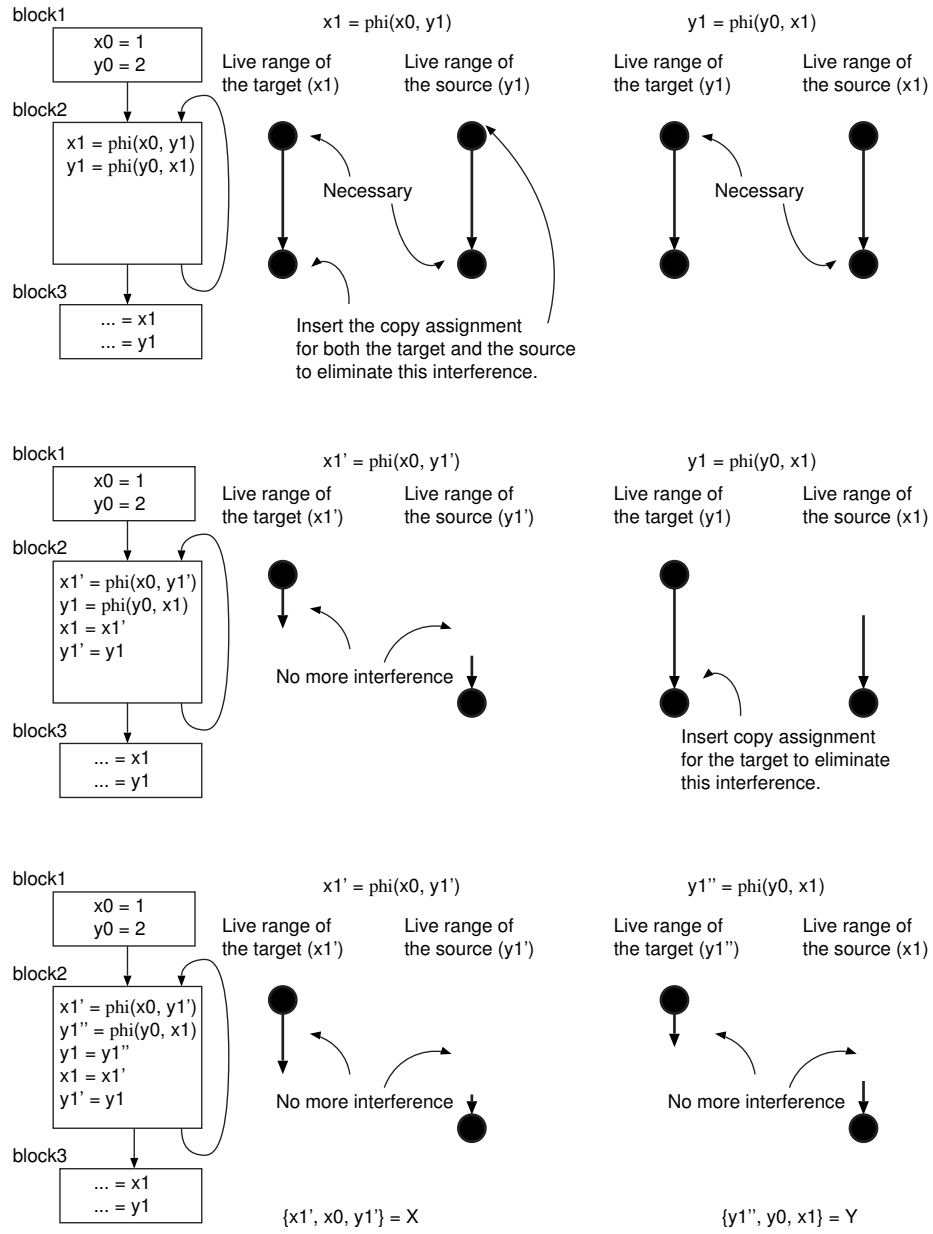 block1
x0 = 1
y0 = 2
block2
x1 = phi(x0, y1)
y1 = phi(y0, x1)
block3
... = x1
... = y1
x1 = phi(x0, y1)
Live range of
the target (x1)
Live range of
the source (y1)
Necessary
Insert the copy assignment
for both the target and the source
to eliminate this interference.
y1 = phi(y0, x1)
Live range of
the target (y1)
Live range of
the source (x1)
Necessary
block1
x0 = 1
y0 = 2
block2
x1' = phi(x0, y1')
y1 = phi(y0, x1)
x1 = x1'
y1' = y1
block3
... = x1
... = y1
x1' = phi(x0, y1')
Live range of
the target (x1')
Live range of
the source (y1')
No more interference
y1 = phi(y0, x1)
Live range of
the target (y1)
Live range of
the source (x1)
Insert copy assignment
for the target to eliminate
this interference.
block1
x0 = 1
y0 = 2
block2
x1' = phi(x0, y1')
y1'' = phi(y0, x1)
y1 = y1''
x1 = x1'
y1' = y1
block3
... = x1
... = y1
x1' = phi(x0, y1')
Live range of
the target (x1')
Live range of
the source (y1')
No more interference
{x1', x0, y1'} = X
y1'' = phi(y0, x1)
Live range of
the target (y1'')
Live range of
the source (x1)
No more interference
{y1'', y0, x1} = Y